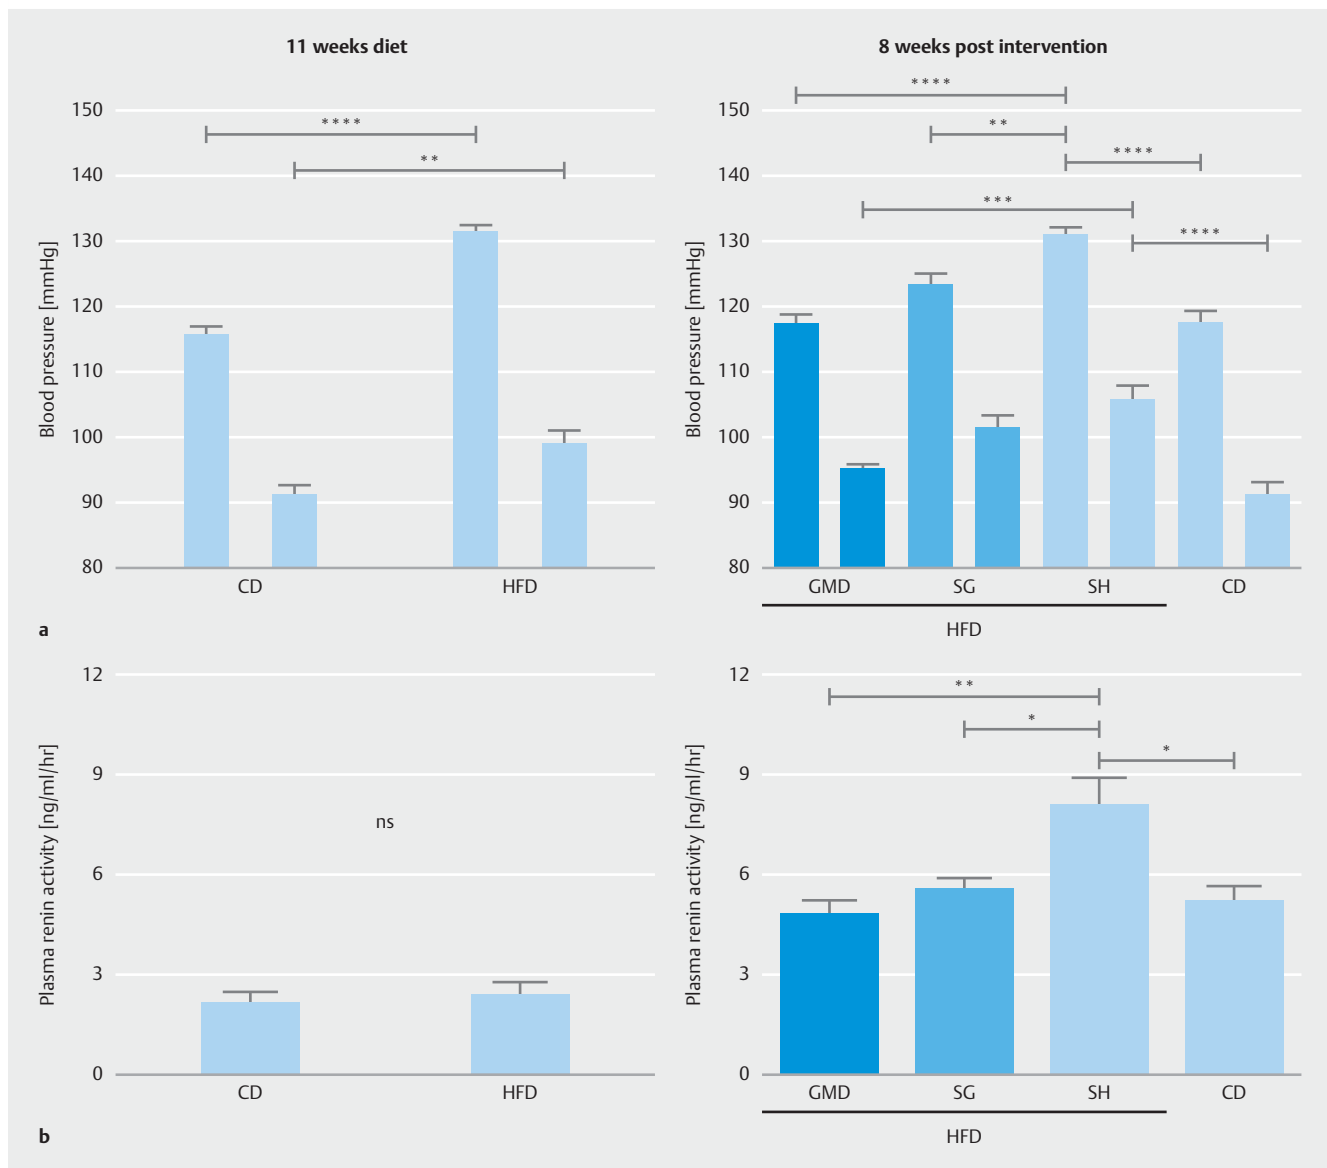 11 weeks diet
8 weeks post intervention
Blood pressure [mmHg]
150
140
130
120
110
100
90
80
****
**
CD
HFD
Blood pressure [mmHg]
150
140
130
120
110
100
90
80
****
**
****
***
****
GMD
SG
SH
CD
HFD
a
Plasma renin activity [ng/ml/hr]
12
9
6
3
0
ns
CD
HFD
Plasma renin activity [ng/ml/hr]
12
9
6
3
0
**
*
*
GMD
SG
SH
CD
HFD
b